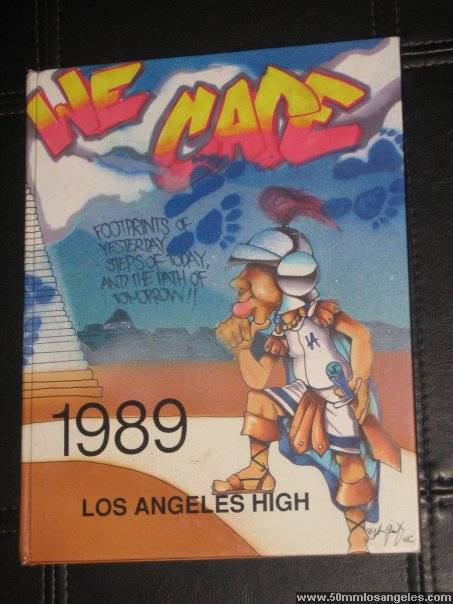 WE CARE
FOOTPRINTS OF
YESTERDAY,
STEPS OF TODAY,
AND THE PATH OF
TOMORROW!!
LA
1989
LOS ANGELES HIGH
www.50mmlosangeles.com